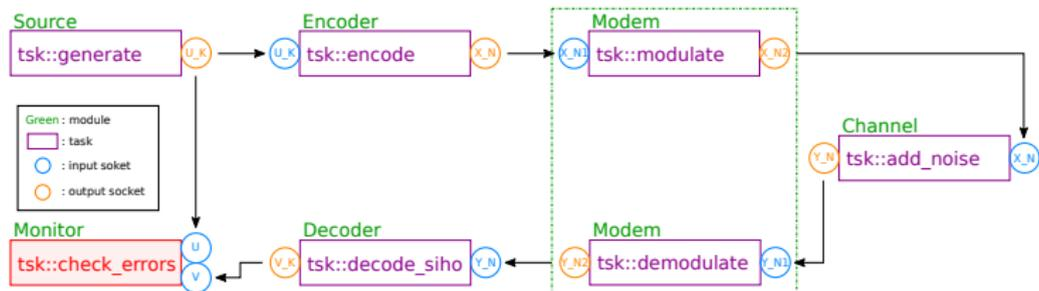 Source
Encoder
Modem
tsk::generate
U_K
U_K
tsk::encode
X_N
X_N1
tsk::modulate
X_N2
Green : module
: task
: input soket
: output socket
Channel
Y_N
tsk::add_noise
X_N
Monitor
Decoder
Modem
tsk::check_errors
U
V
V_K
tsk::decode_siho
Y_N
Y_N2
tsk::demodulate
Y_N1